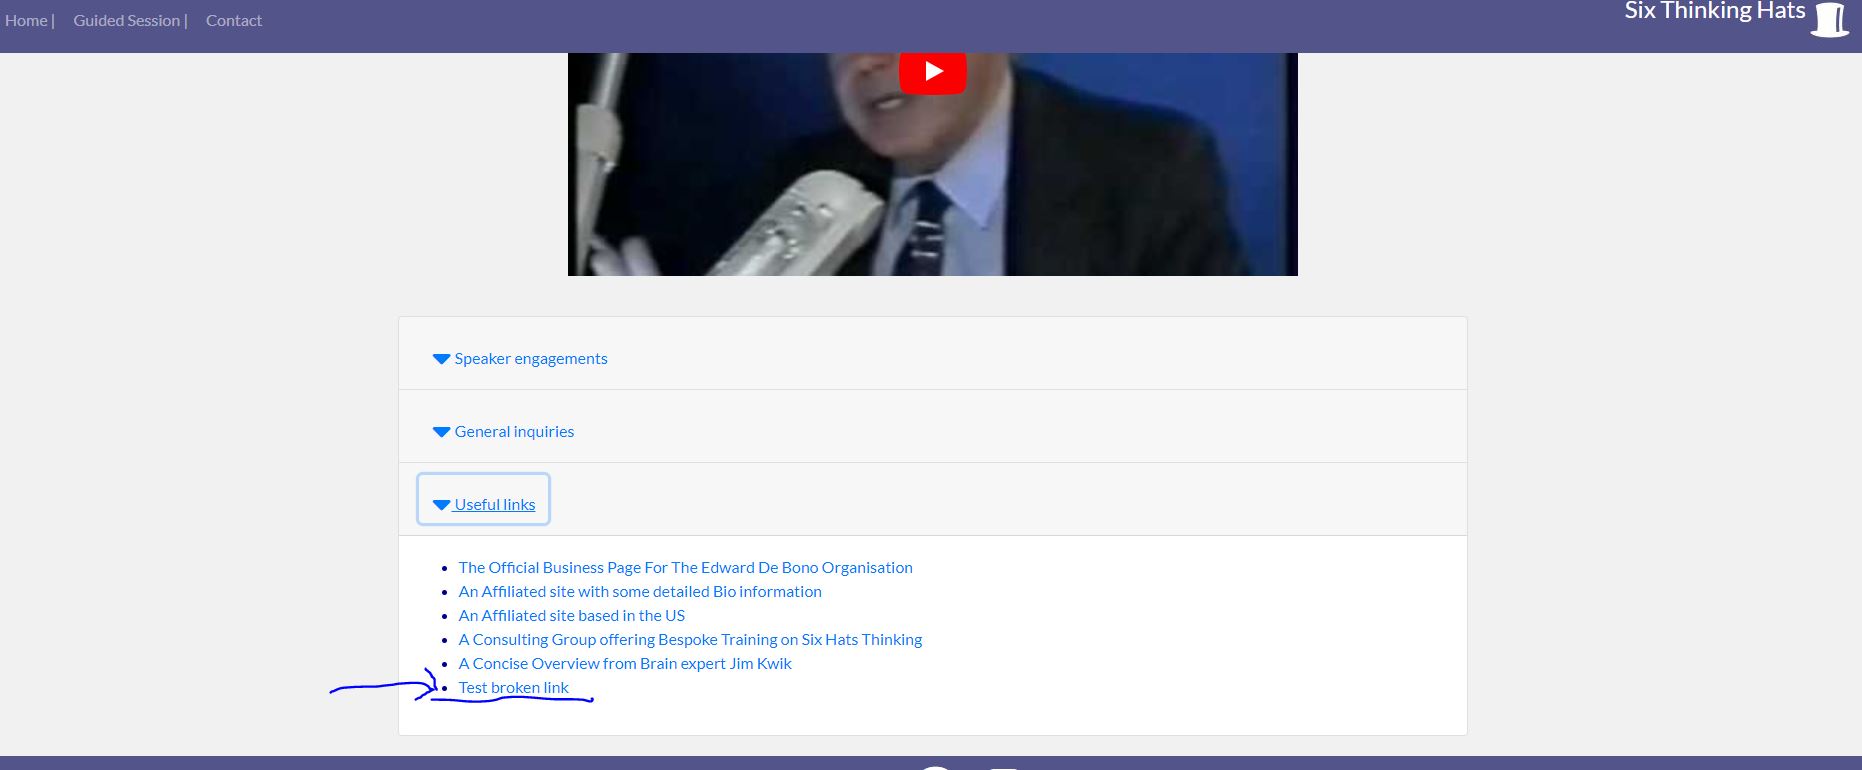 Home | Guided Session | Contact
Six Thinking Hats
Speaker engagements
General inquiries
Useful links
The Official Business Page For The Edward De Bono Organisation
An Affiliated site with some detailed Bio information
An Affiliated site based in the US
A Consulting Group offering Bespoke Training on Six Hats Thinking
A Concise Overview from Brain expert Jim Kwik
Test broken link